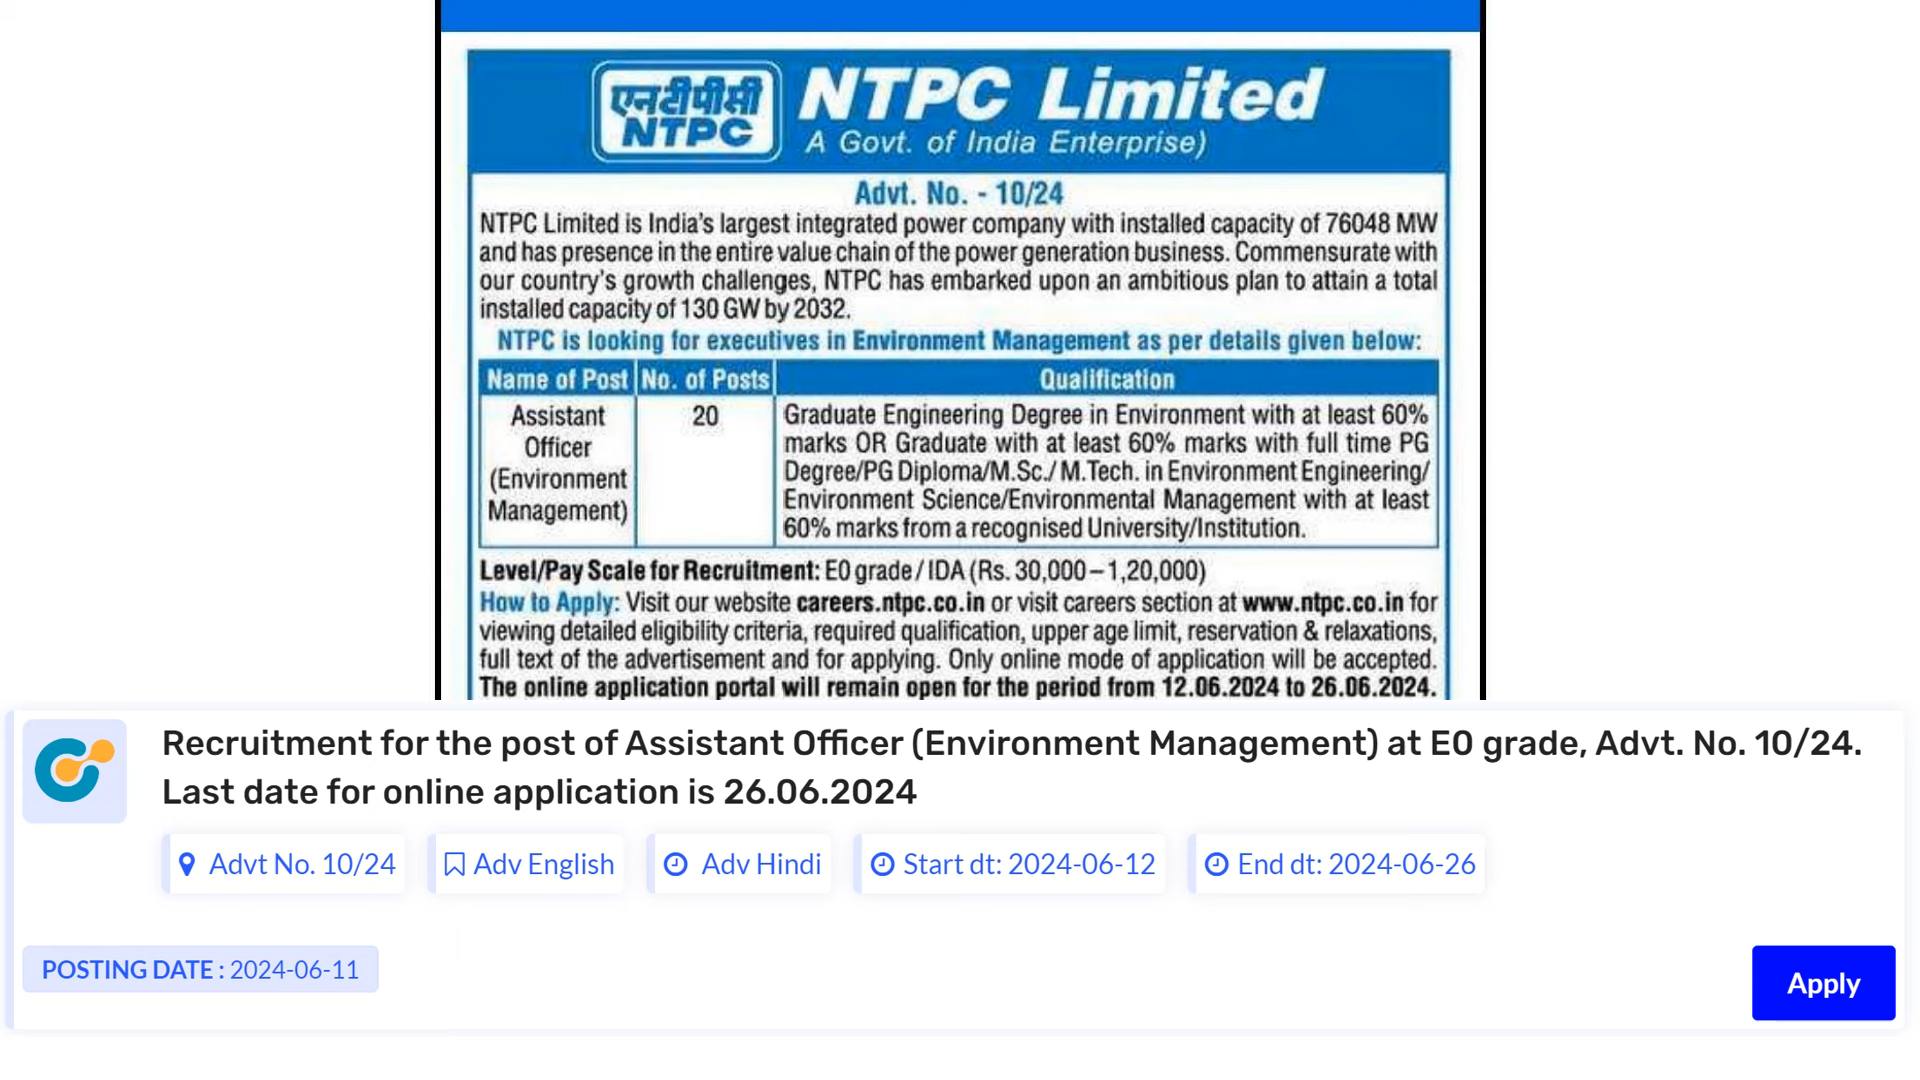 एनटीपीसी
NTPC
NTPC Limited
A Govt. of India Enterprise)
Advt. No. - 10/24
NTPC Limited is India's largest integrated power company with installed capacity of 76048 MW
and has presence in the entire value chain of the power generation business. Commensurate with
our country's growth challenges, NTPC has embarked upon an ambitious plan to attain a total
installed capacity of 130 GW by 2032.
NTPC is looking for executives in Environment Management as per details given below:
Name of Post No. of Posts Qualification
Assistant 20 Graduate Engineering Degree in Environment with at least 60%
Officer marks OR Graduate with at least 60% marks with full time PG
(Environment Degree/PG Diploma/M.Sc./ M.Tech. in Environment Engineering/
Management) Environment Science/Environmental Management with at least
60% marks from a recognised University/Institution.
Level/Pay Scale for Recruitment: E0 grade / IDA (Rs. 30,000 – 1,20,000)
How to Apply: Visit our website careers.ntpc.co.in or visit careers section at www.ntpc.co.in for
viewing detailed eligibility criteria, required qualification, upper age limit, reservation & relaxations,
full text of the advertisement and for applying. Only online mode of application will be accepted.
The online application portal will remain open for the period from 12.06.2024 to 26.06.2024.
Recruitment for the post of Assistant Officer (Environment Management) at E0 grade, Advt. No. 10/24.
Last date for online application is 26.06.2024
Advt No. 10/24 Adv English Adv Hindi Start dt: 2024-06-12 End dt: 2024-06-26
POSTING DATE : 2024-06-11
Apply